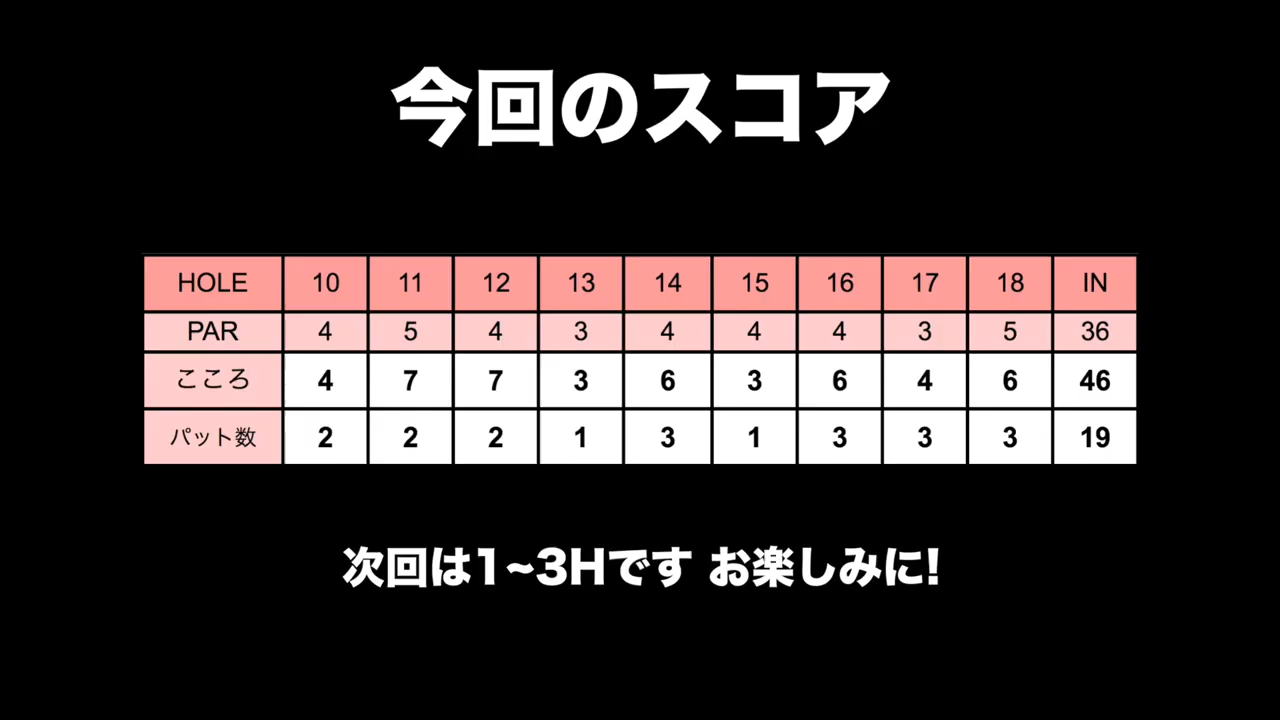 今回のスコア
HOLE 10 11 12 13 14 15 16 17 18 IN
PAR 4 5 4 3 4 4 4 3 5 36
こころ 4 7 7 3 6 3 6 4 6 46
パット数 2 2 2 1 3 1 3 3 3 19
次回は1~3Hです お楽しみに!